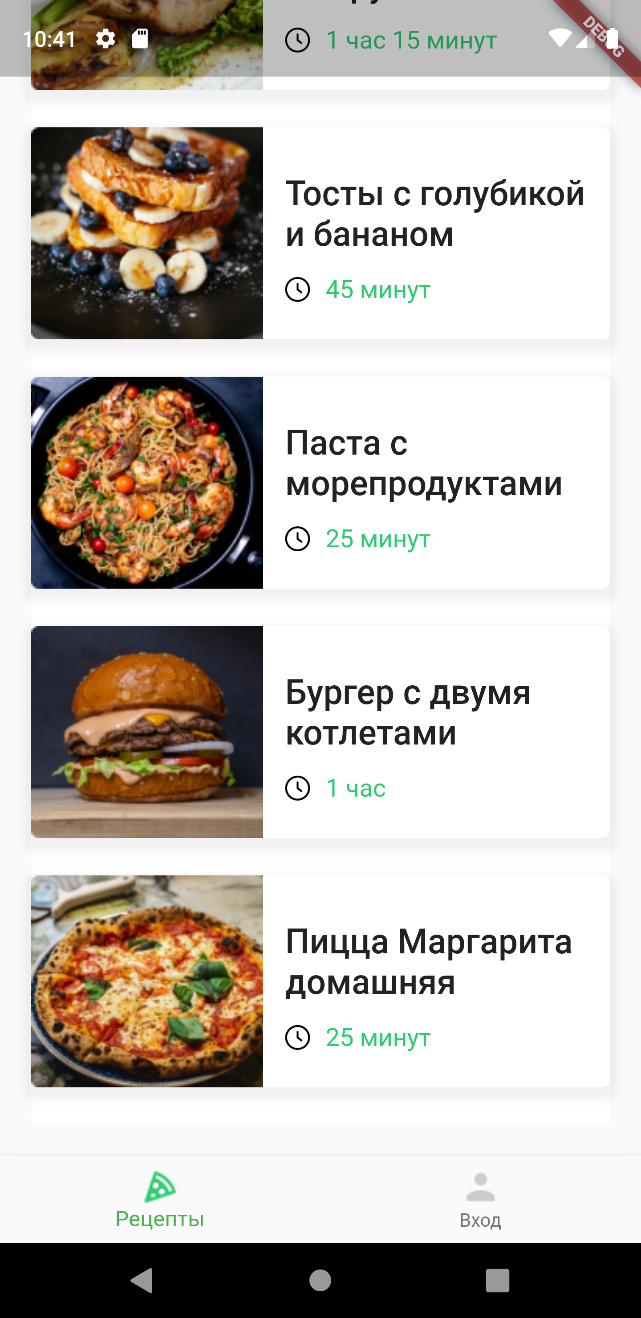 10:41
DEBUG
1 час 15 минут
Тосты с голубикой
и бананом
45 минут
Паста с
морепродуктами
25 минут
Бургер с двумя
котлетами
1 час
Пицца Маргарита
домашняя
25 минут
Рецепты
Вход